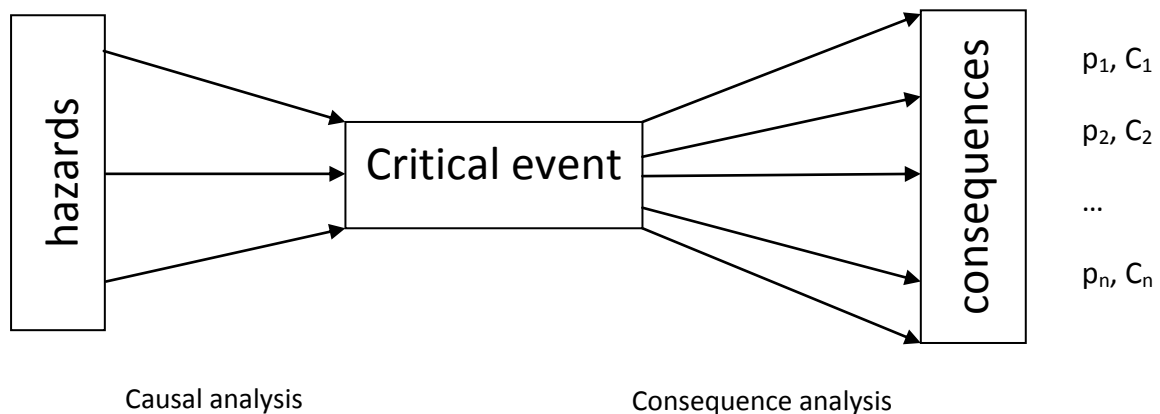 hazards
Critical event
consequences
p₁, C₁
p₂, C₂
...
pₙ, Cₙ
Causal analysis
Consequence analysis